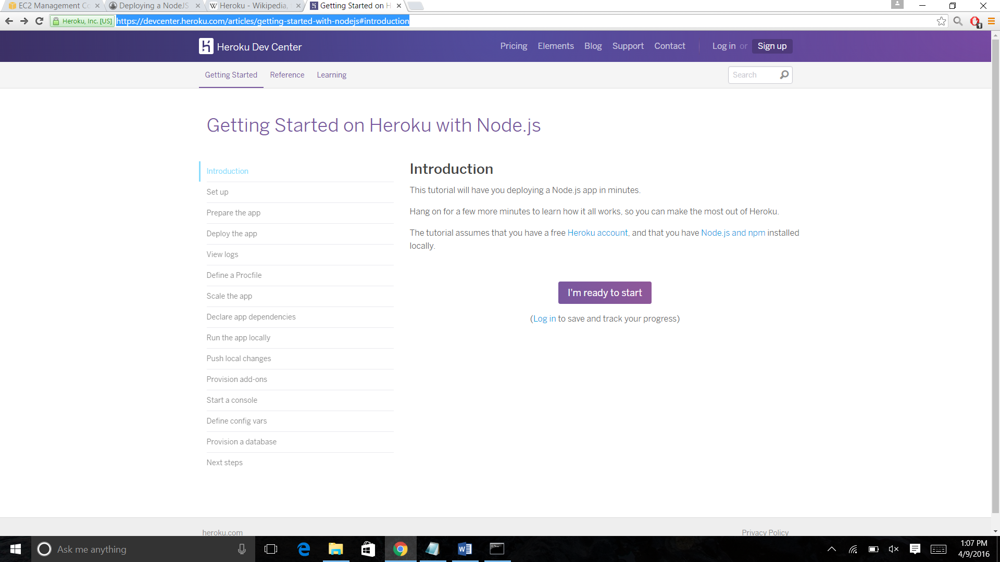 EC2 Management Co
Deploying a NodeJS
W Heroku - Wikipedia,
Getting Started on H
Heroku, Inc. [US] https://devcenter.heroku.com/articles/getting-started-with-nodejs#introduction
1
Heroku Dev Center
Pricing Elements Blog Support Contact Log in or Sign up
Getting Started Reference Learning
Search
Getting Started on Heroku with Node.js
Introduction
Set up
Prepare the app
Deploy the app
View logs
Define a Procfile
Scale the app
Declare app dependencies
Run the app locally
Push local changes
Provision add-ons
Start a console
Define config vars
Provision a database
Next steps
Introduction
This tutorial will have you deploying a Node.js app in minutes.
Hang on for a few more minutes to learn how it all works, so you can make the most out of Heroku.
The tutorial assumes that you have a free Heroku account, and that you have Node.js and npm installed
locally.
I'm ready to start
(Log in to save and track your progress)
heroku.com
Privacy Policy
Ask me anything
1:07 PM
4/9/2016